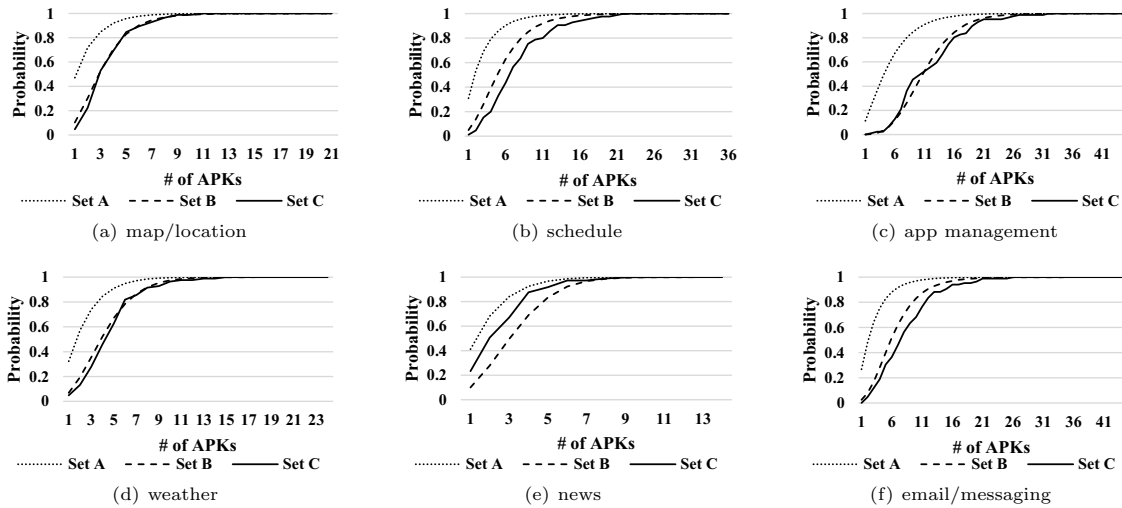 1
0.8
0.6
0.4
0.2
0
Probability
1 3 5 7 9 11 13 15 17 19 21
# of APKs
Set A Set B Set C
(a) map/location
1
0.8
0.6
0.4
0.2
0
Probability
1 6 11 16 21 26 31 36
# of APKs
Set A Set B Set C
(b) schedule
1
0.8
0.6
0.4
0.2
0
Probability
1 6 11 16 21 26 31 36 41
# of APKs
Set A Set B Set C
(c) app management
1
0.8
0.6
0.4
0.2
0
Probability
1 3 5 7 9 11 13 15 17 19 21 23
# of APKs
Set A Set B Set C
(d) weather
1
0.8
0.6
0.4
0.2
0
Probability
1 3 5 7 9 11 13
# of APKs
Set A Set B Set C
(e) news
1
0.8
0.6
0.4
0.2
0
Probability
1 6 11 16 21 26 31 36 41
# of APKs
Set A Set B Set C
(f) email/messaging